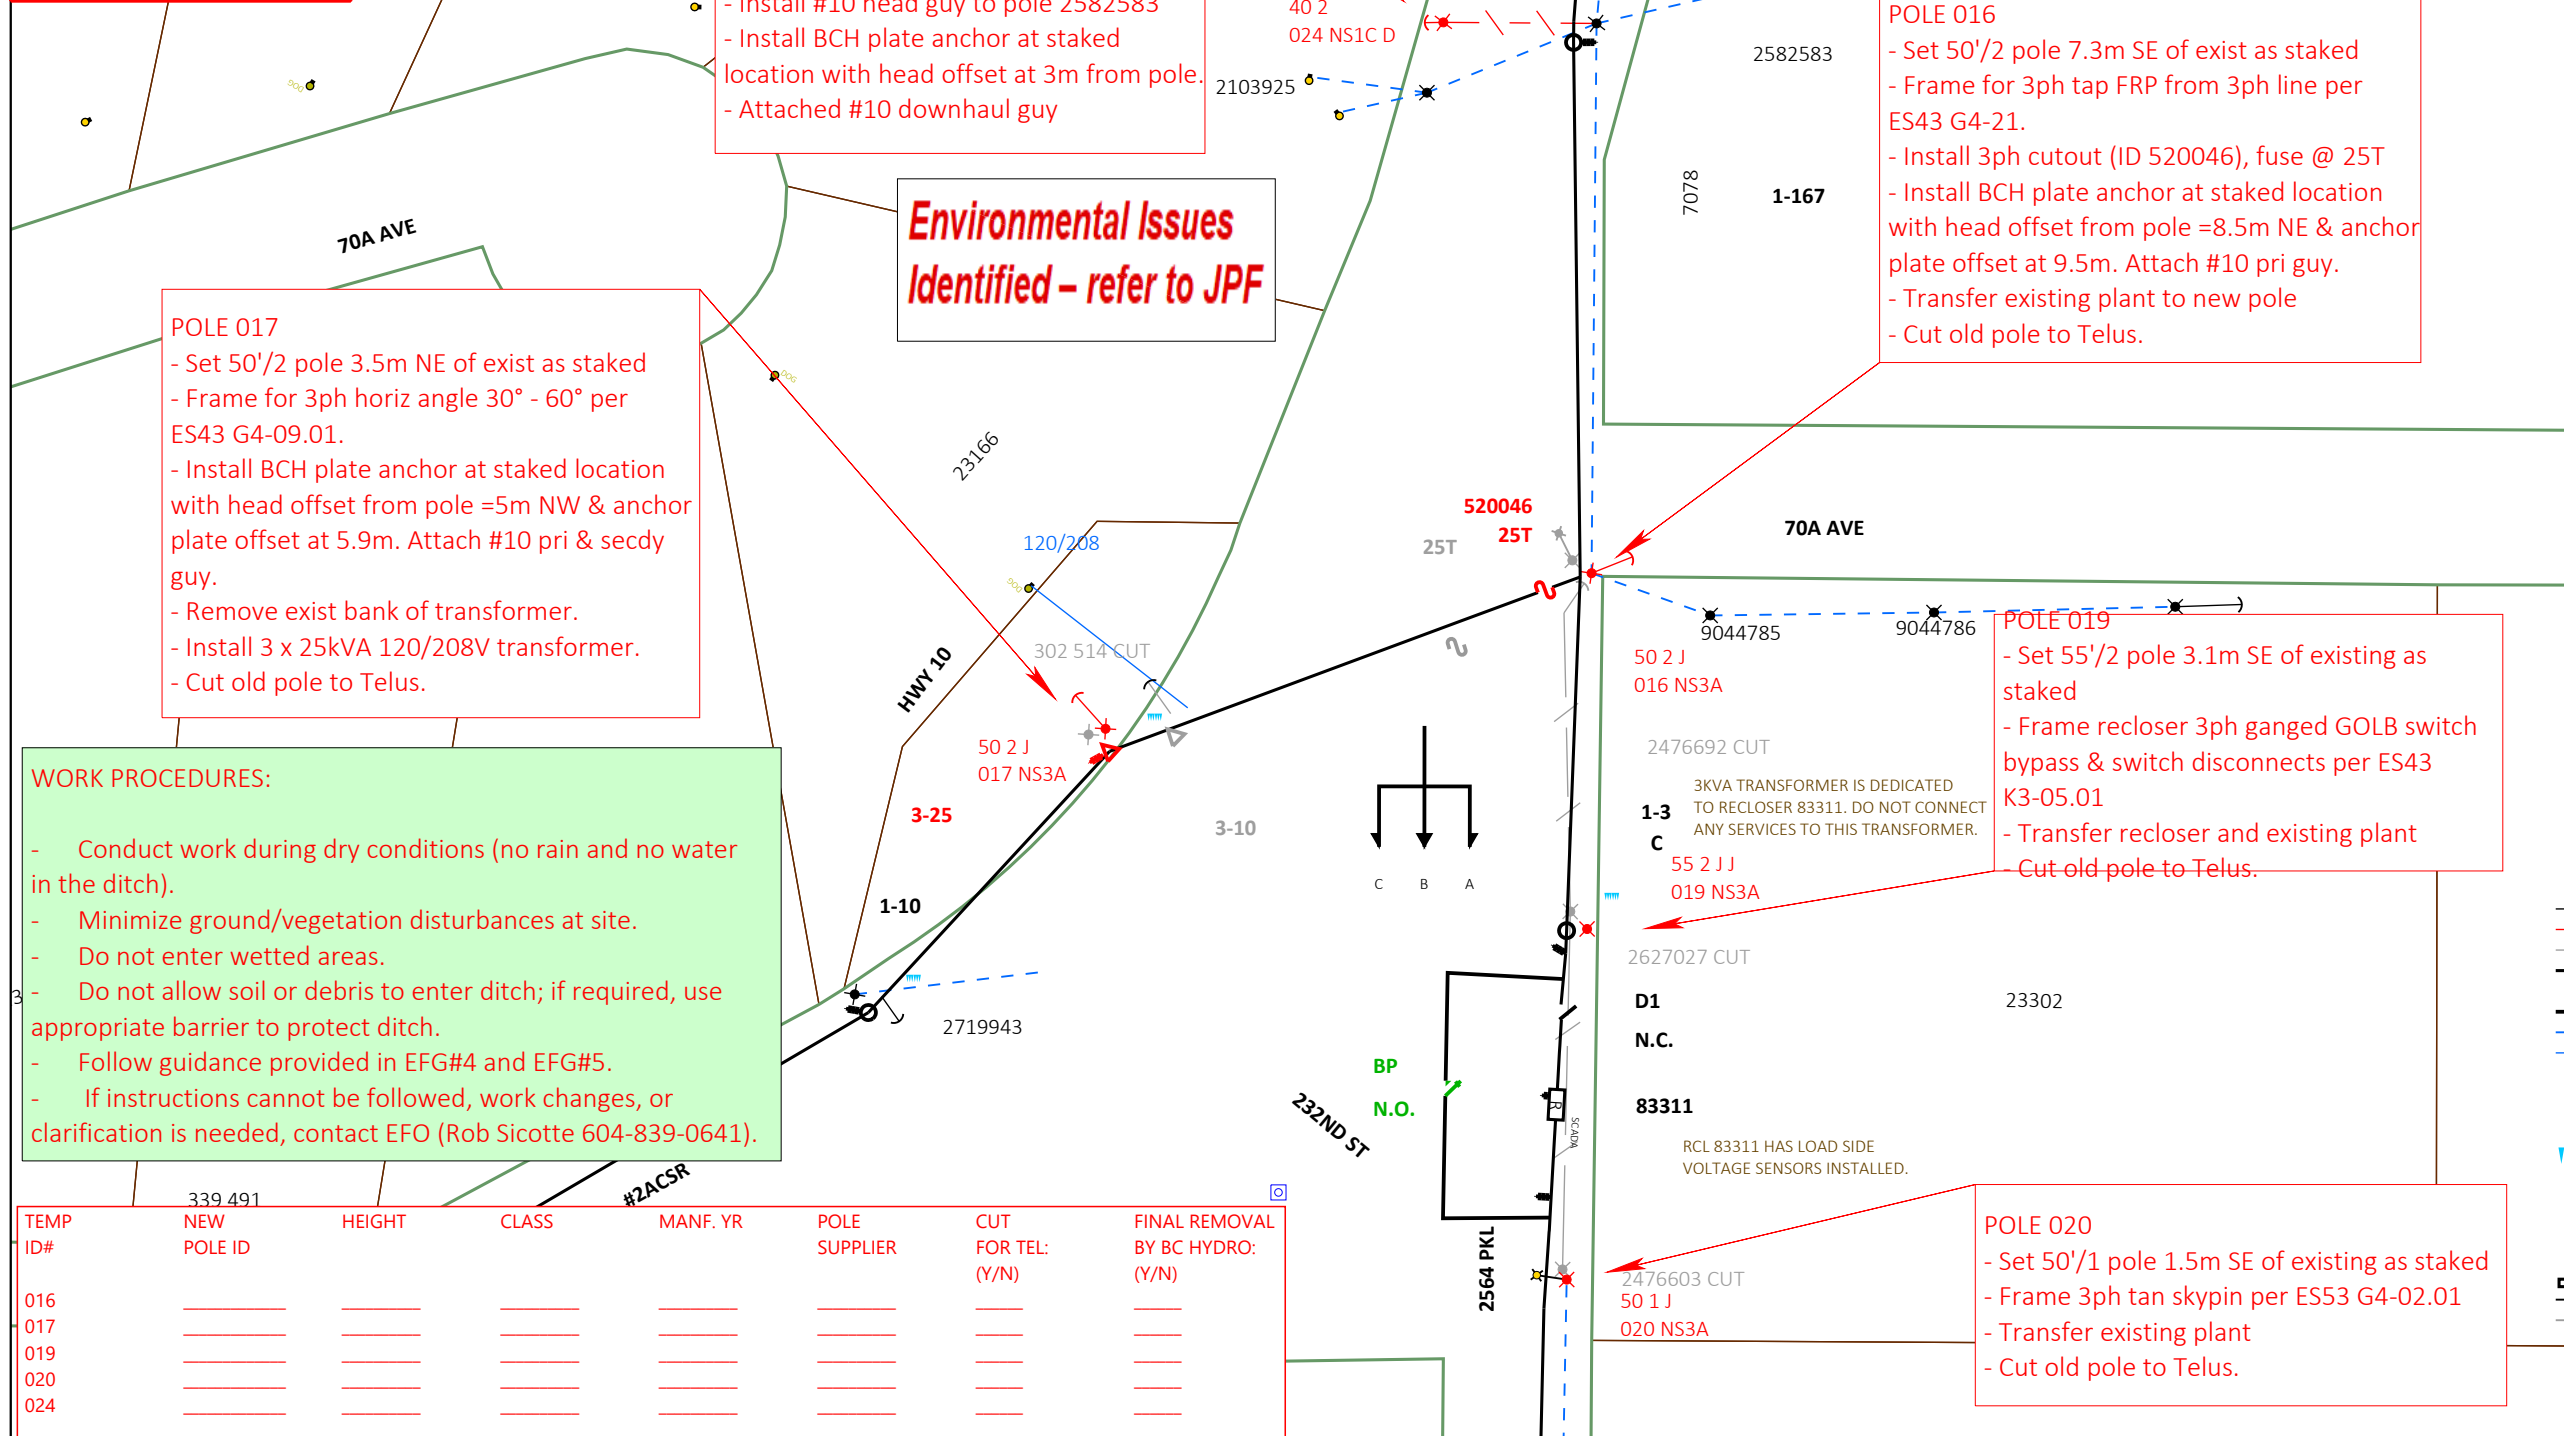 - Install #10 head guy to pole 2582583
- Install BCH plate anchor at staked
location with head offset at 3m from pole.
- Attached #10 downhaul guy
40 2
024 NS1C D
2103925
2582583
7078
1-167
POLE 016
- Set 50'/2 pole 7.3m SE of exist as staked
- Frame for 3ph tap FRP from 3ph line per
ES43 G4-21.
- Install 3ph cutout (ID 520046), fuse @ 25T
- Install BCH plate anchor at staked location
with head offset from pole =8.5m NE & anchor
plate offset at 9.5m. Attach #10 pri guy.
- Transfer existing plant to new pole
- Cut old pole to Telus.
DOG
70A AVE
Environmental Issues
Identified – refer to JPF
POLE 017
- Set 50'/2 pole 3.5m NE of exist as staked
- Frame for 3ph horiz angle 30° - 60° per
ES43 G4-09.01.
- Install BCH plate anchor at staked location
with head offset from pole =5m NW & anchor
plate offset at 5.9m. Attach #10 pri & secdy
guy.
- Remove exist bank of transformer.
- Install 3 x 25kVA 120/208V transformer.
- Cut old pole to Telus.
DOG
23166
120/208
DOG
302 514 CUT
HWY 10
520046
25T
25T
70A AVE
9044785
9044786
50 2 J
016 NS3A
50 2 J
017 NS3A
3-25
3-10
1-10
2476692 CUT
3KVA TRANSFORMER IS DEDICATED
TO RECLOSER 83311. DO NOT CONNECT
ANY SERVICES TO THIS TRANSFORMER.
1-3
C
55 2 J J
019 NS3A
C B A
POLE 019
- Set 55'/2 pole 3.1m SE of existing as
staked
- Frame recloser 3ph ganged GOLB switch
bypass & switch disconnects per ES43
K3-05.01
- Transfer recloser and existing plant
- Cut old pole to Telus.
WORK PROCEDURES:
- Conduct work during dry conditions (no rain and no water
in the ditch).
- Minimize ground/vegetation disturbances at site.
- Do not enter wetted areas.
- Do not allow soil or debris to enter ditch; if required, use
appropriate barrier to protect ditch.
- Follow guidance provided in EFG#4 and EFG#5.
- If instructions cannot be followed, work changes, or
clarification is needed, contact EFO (Rob Sicotte 604-839-0641).
3
2719943
2627027 CUT
D1
N.C.
23302
BP
N.O.
232ND ST
R
SCADA
83311
RCL 83311 HAS LOAD SIDE
VOLTAGE SENSORS INSTALLED.
339 491
#2ACSR
2564 PKL
2476603 CUT
50 1 J
020 NS3A
POLE 020
- Set 50'/1 pole 1.5m SE of existing as staked
- Frame 3ph tan skypin per ES53 G4-02.01
- Transfer existing plant
- Cut old pole to Telus.
TEMP NEW HEIGHT CLASS MANF. YR POLE CUT FINAL REMOVAL
ID# POLE ID SUPPLIER FOR TEL: BY BC HYDRO:
(Y/N) (Y/N)
016
017
019
020
024